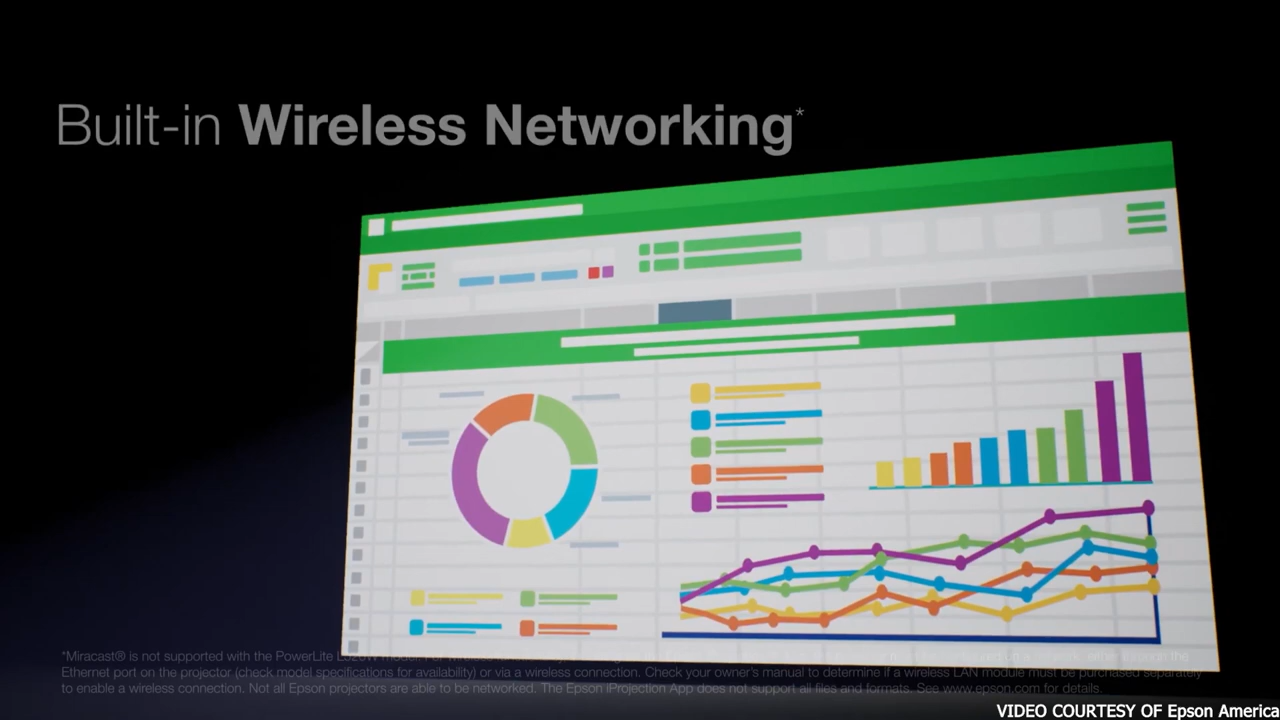 Built-in Wireless Networking*
*Miracast® is not supported with the PowerLite L
Ethernet port on the projector (check model specifications for availability) or via a wireless connection. Check your owner's manual to determine if a wireless LAN module must be purchased separately
to enable a wireless connection. Not all Epson projectors are able to be networked. The Epson iProjection App does not support all files and formats. See www.epson.com for details.
VIDEO COURTESY OF Epson America